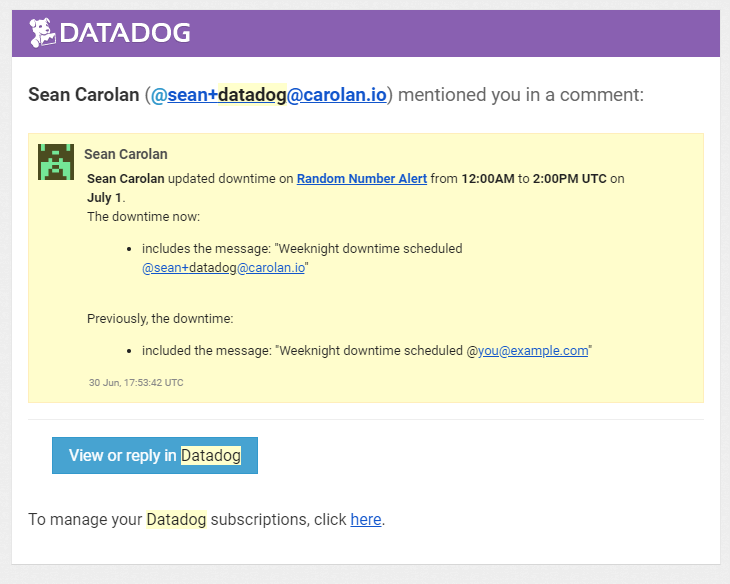 DATADOG
Sean Carolan (@sean+datadog@carolan.io) mentioned you in a comment:
Sean Carolan
Sean Carolan updated downtime on Random Number Alert from 12:00AM to 2:00PM UTC on
July 1.
The downtime now:
• includes the message: "Weeknight downtime scheduled
@sean+datadog@carolan.io"
Previously, the downtime:
• included the message: "Weeknight downtime scheduled @you@example.com"
30 Jun, 17:53:42 UTC
View or reply in Datadog
To manage your Datadog subscriptions, click here.